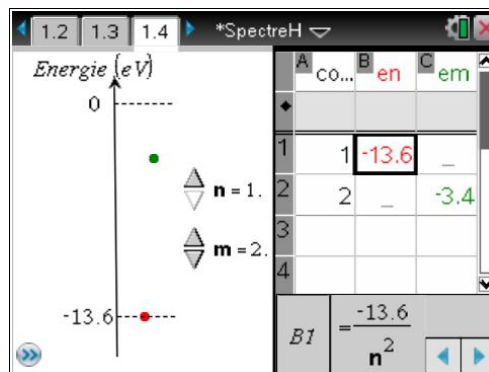 1.2 1.3 1.4 *SpectreH
Energie (eV)
0
n = 1.
m = 2.
-13.6
A co... B en C em
◆
1 1 -13.6 _
2 2 _ -3.4
3
4
B1 = -13.6 / n²